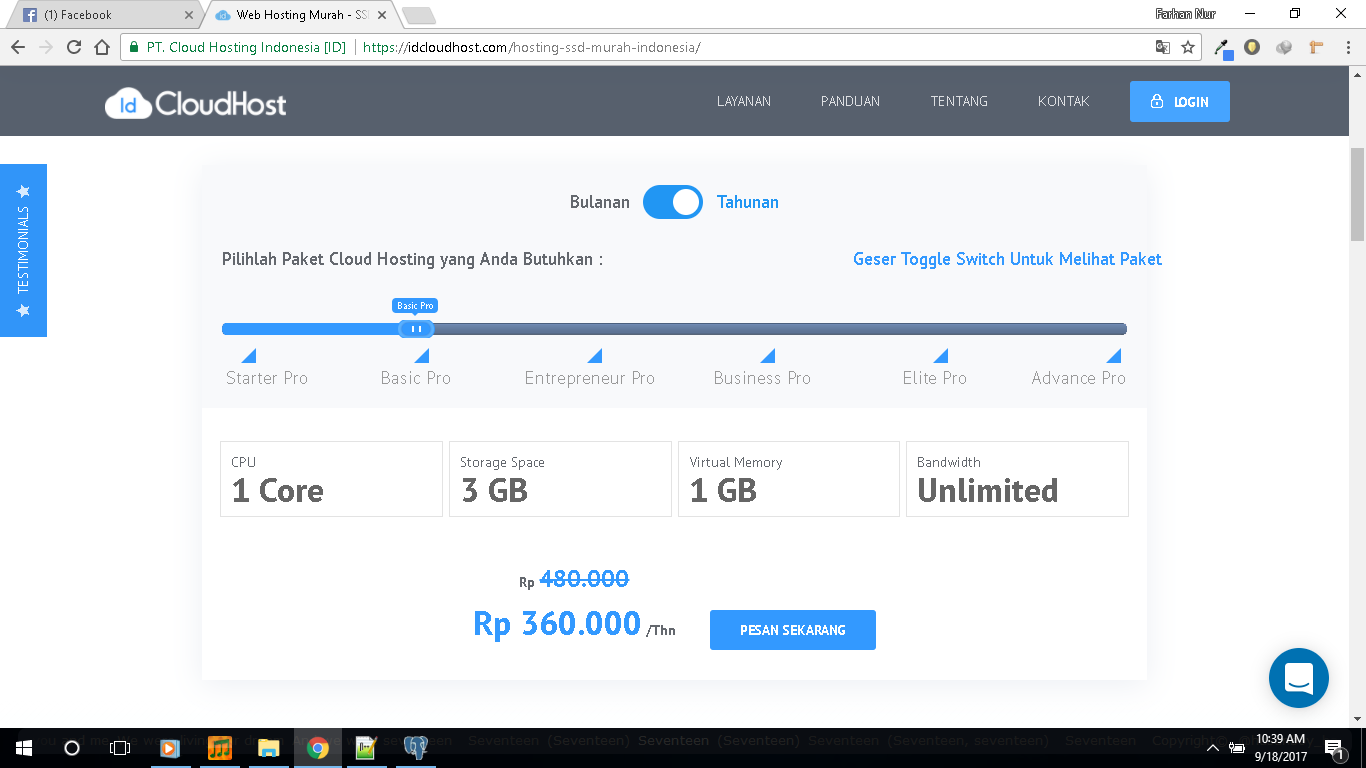 (1) Facebook
Web Hosting Murah - SS
Farhan Nur
PT. Cloud Hosting Indonesia [ID]
https://idcloudhost.com/hosting-ssd-murah-indonesia/
Id CloudHost
LAYANAN
PANDUAN
TENTANG
KONTAK
LOGIN
TESTIMONIALS
Bulanan
Tahunan
Pilihlah Paket Cloud Hosting yang Anda Butuhkan :
Geser Toggle Switch Untuk Melihat Paket
Basic Pro
Starter Pro
Basic Pro
Entrepreneur Pro
Business Pro
Elite Pro
Advance Pro
CPU
1 Core
Storage Space
3 GB
Virtual Memory
1 GB
Bandwidth
Unlimited
Rp 480.000
Rp 360.000 /Thn
PESAN SEKARANG
Seventeen (Seventeen) Seventeen (Seventeen) Seventeen (Seventeen, seventeen) Seventeen
10:39 AM
9/18/2017
1